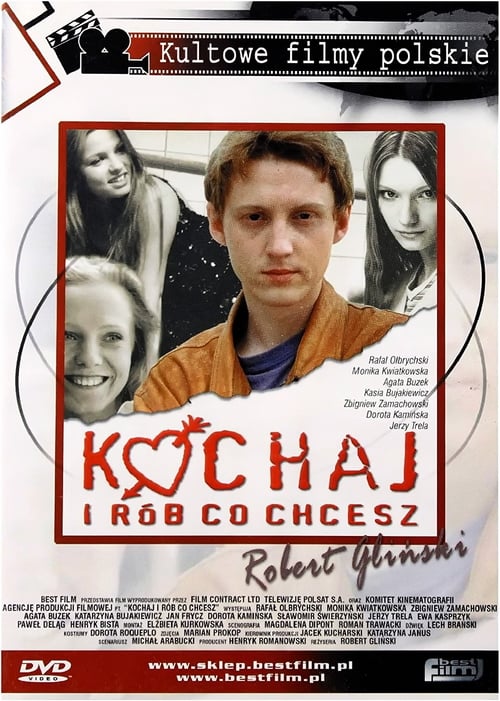 Kultowe filmy polskie
Rafał Olbrychski
Monika Kwiatkowska
Agata Buzek
Kasia Bujakiewicz
Zbigniew Zamachowski
Dorota Kamińska
Jerzy Trela
KOCHAJ
I RÓB CO CHCESZ
Robert Gliński
BEST FILM PRZEDSTAWIA FILM WYPRODUKOWANY PRZEZ FILM CONTRACT LTD TELEWIZJĘ POLSAT S.A. ORAZ KOMITET KINEMATOGRAFII
AGENCJĘ PRODUKCJI FILMOWEJ PT "KOCHAJ I RÓB CO CHCESZ" WYSTĘPUJĄ RAFAŁ OLBRYCHSKI MONIKA KWIATKOWSKA ZBIGNIEW ZAMACHOWSKI
AGATA BUZEK KATARZYNA BUJAKIEWICZ JAN FRYCZ DOROTA KAMIŃSKA SŁAWOMIR ŚWIERZYŃSKI JERZY TRELA EWA KASPRZYK
PAWEŁ DELĄG HENRYK BISTA MONTAŻ ELŻBIETA KURKOWSKA SCENOGRAFIA MAGDALENA DIPONT ROMAN TRAWACKI DŹWIĘK LECH BRAŃSKI
KOSTIUMY DOROTA ROQUEPLO ZDJĘCIA MARIAN PROKOP KIEROWNIK PRODUKCJI JACEK KUCHARSKI KATARZYNA JANUS
SCENARIUSZ MICHAŁ ARABUCKI PRODUCENT HENRYK ROMANOWSKI REŻYSERIA ROBERT GLIŃSKI
DVD
VIDEO
www.sklep.bestfilm.pl
www.bestfilm.pl
best
film